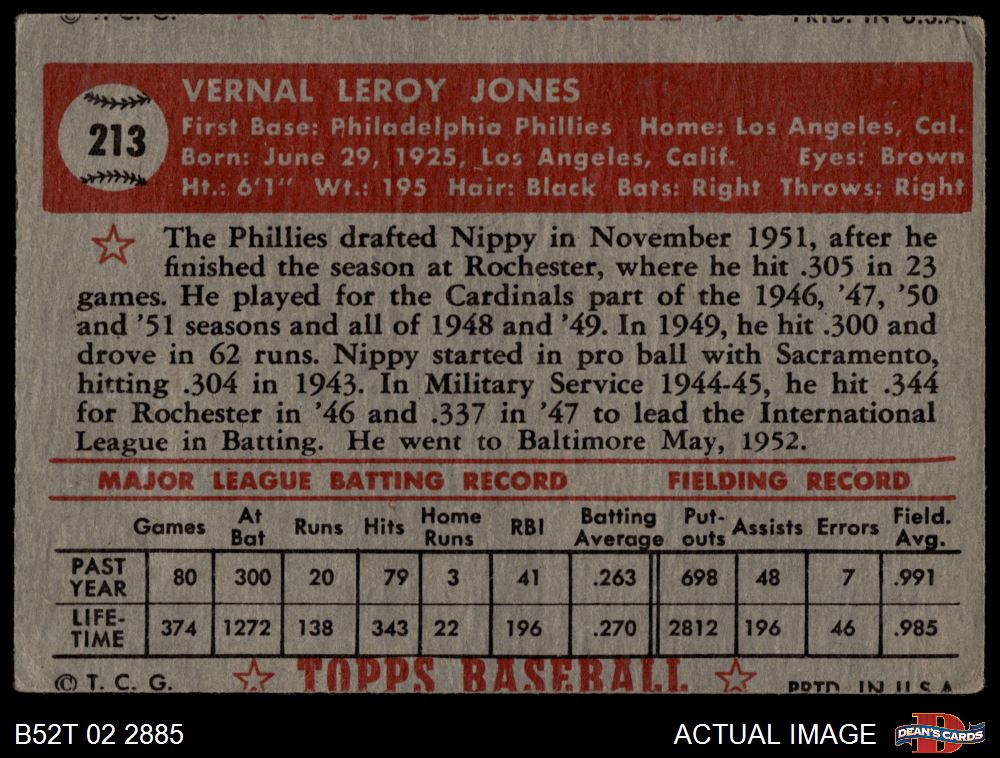 © T. C. G. TOPPS BASEBALL PRTD. IN U.S.A.
213
VERNAL LEROY JONES
First Base: Philadelphia Phillies Home: Los Angeles, Cal.
Born: June 29, 1925, Los Angeles, Calif. Eyes: Brown
Ht.: 6'1" Wt.: 195 Hair: Black Bats: Right Throws: Right
The Phillies drafted Nippy in November 1951, after he
finished the season at Rochester, where he hit .305 in 23
games. He played for the Cardinals part of the 1946, '47, '50
and '51 seasons and all of 1948 and '49. In 1949, he hit .300 and
drove in 62 runs. Nippy started in pro ball with Sacramento,
hitting .304 in 1943. In Military Service 1944-45, he hit .344
for Rochester in '46 and .337 in '47 to lead the International
League in Batting. He went to Baltimore May, 1952.
MAJOR LEAGUE BATTING RECORD FIELDING RECORD
Games At Bat Runs Hits Home Runs RBI Batting Average Put-outs Assists Errors Field. Avg.
PAST YEAR 80 300 20 79 3 41 .263 698 48 7 .991
LIFE-TIME 374 1272 138 343 22 196 .270 2812 196 46 .985
© T. C. G. TOPPS BASEBALL PRTD. IN U.S.A.
B52T 02 2885 ACTUAL IMAGE DEAN'S CARDS